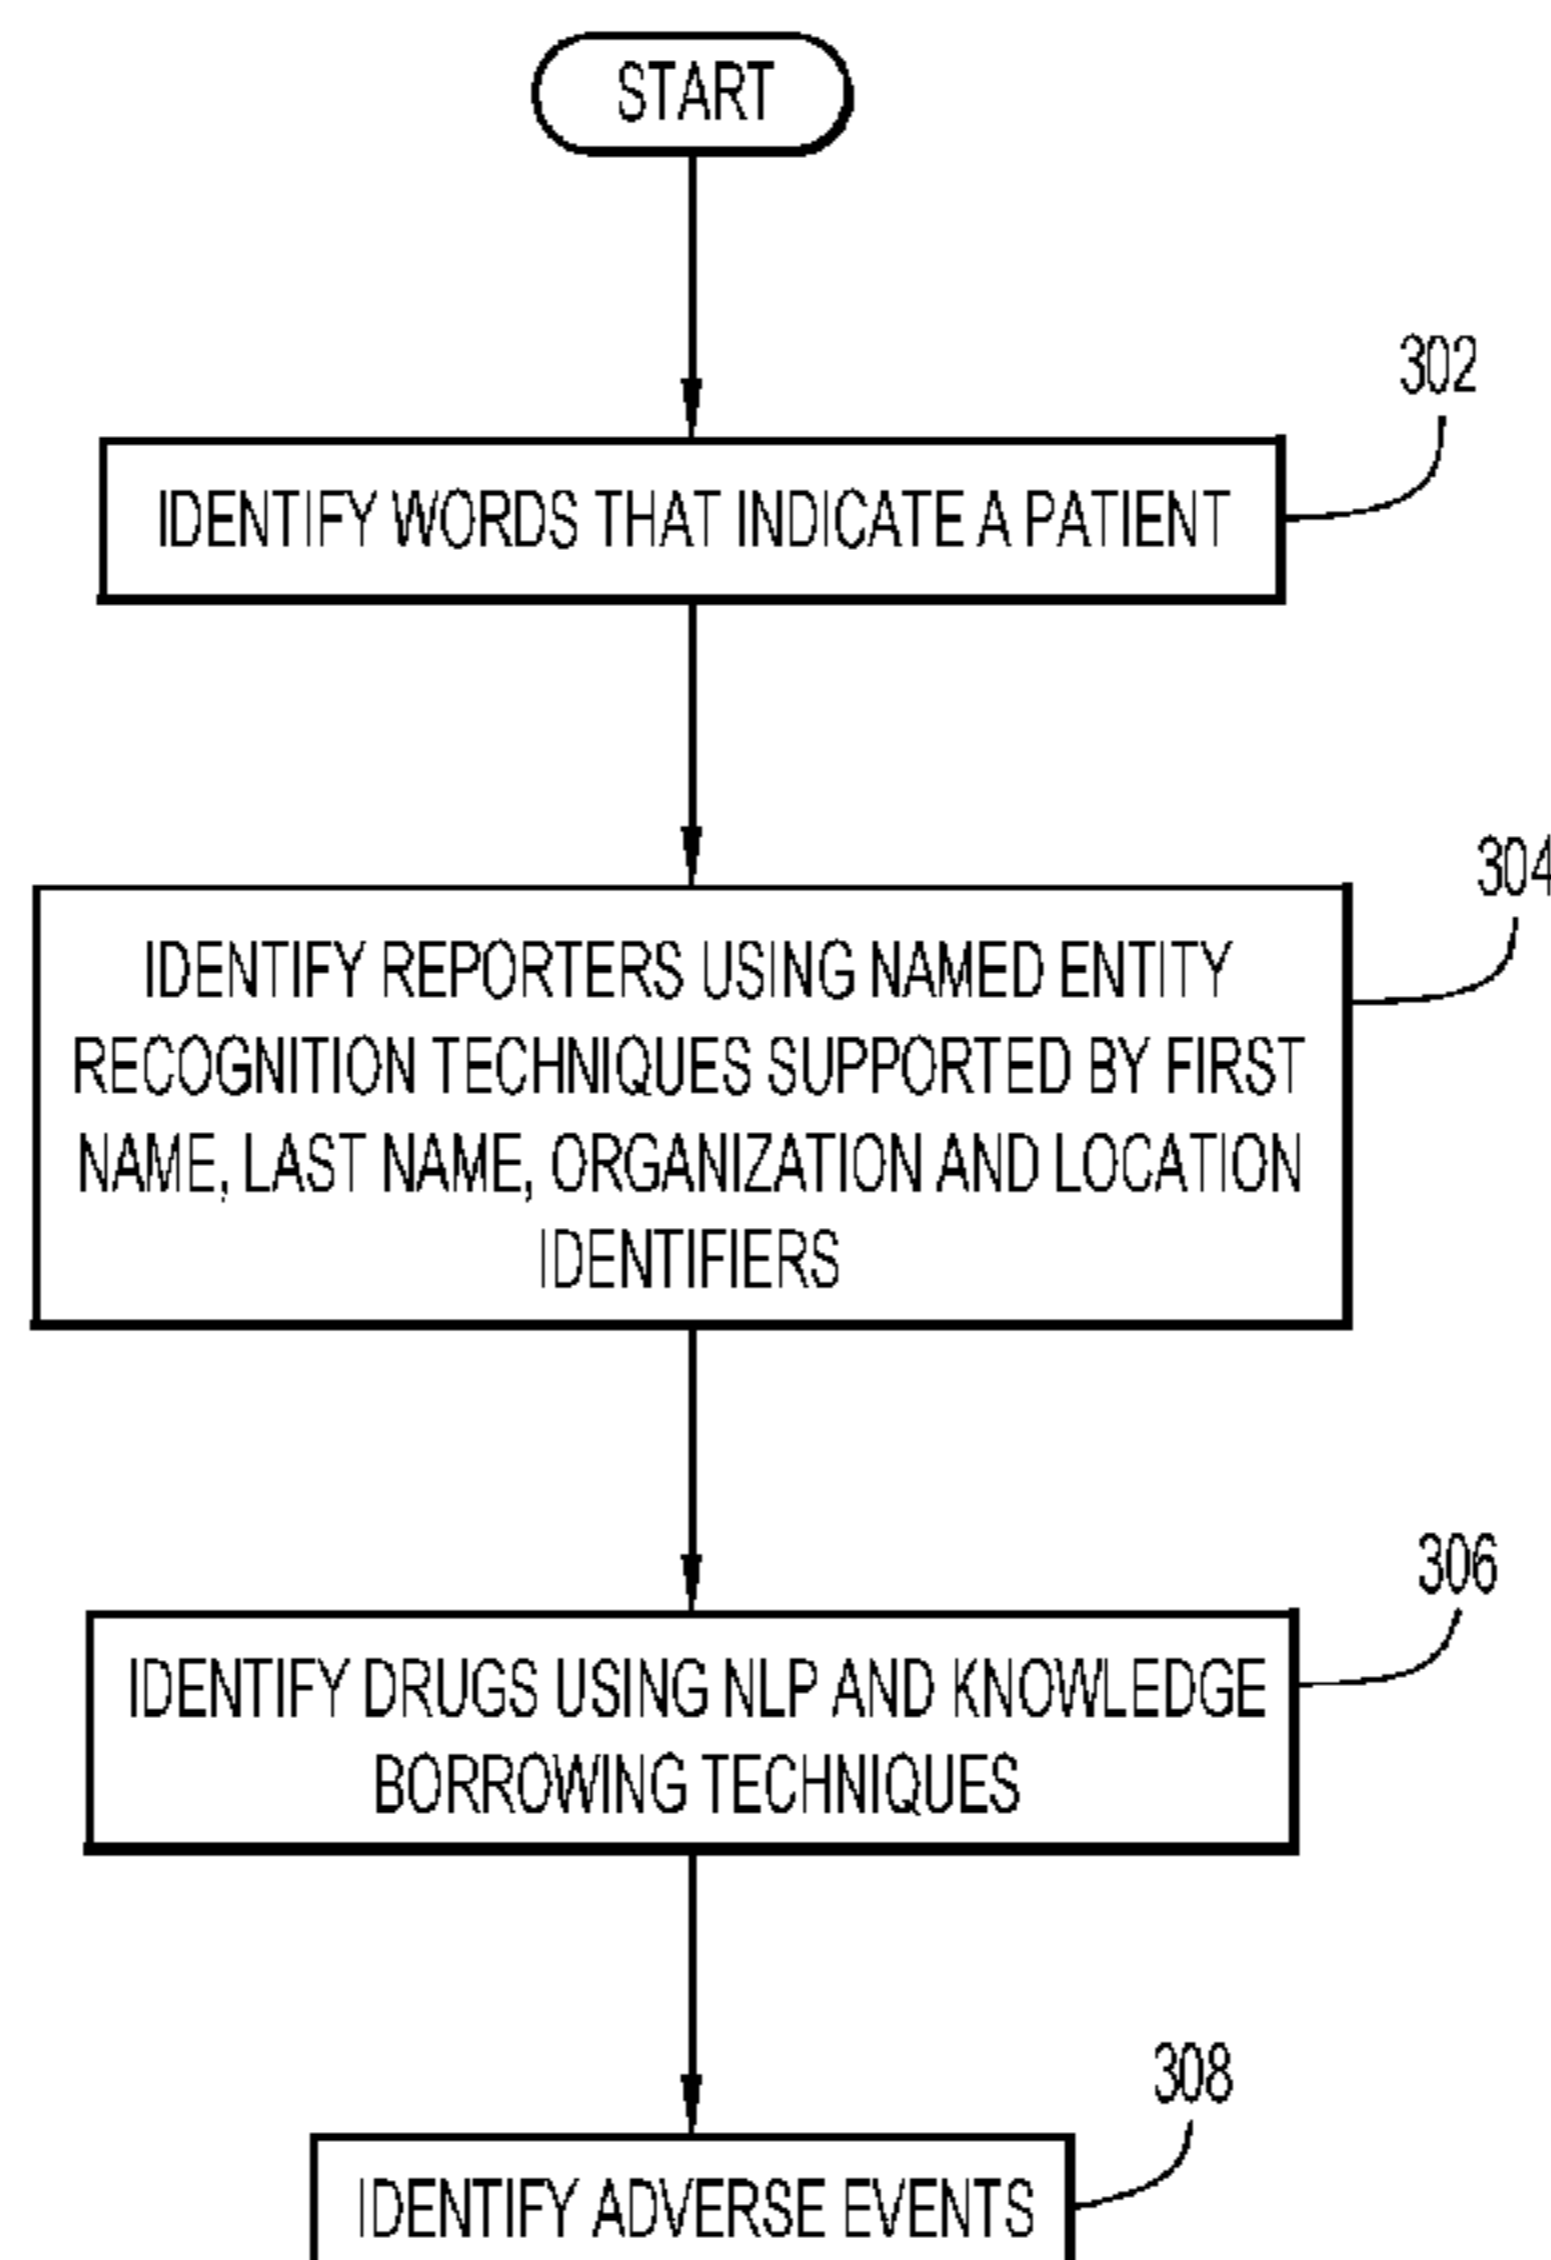 START
302
IDENTIFY WORDS THAT INDICATE A PATIENT
304
IDENTIFY REPORTERS USING NAMED ENTITY
RECOGNITION TECHNIQUES SUPPORTED BY FIRST
NAME, LAST NAME, ORGANIZATION AND LOCATION
IDENTIFIERS
306
IDENTIFY DRUGS USING NLP AND KNOWLEDGE
BORROWING TECHNIQUES
308
IDENTIFY ADVERSE EVENTS